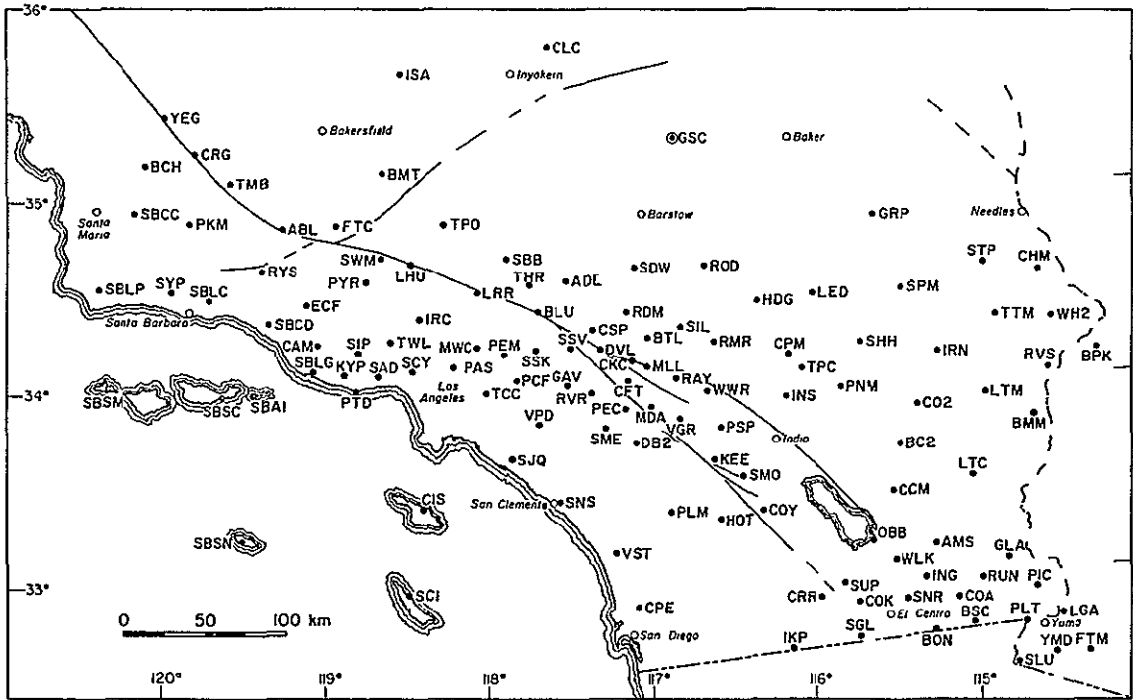 36°
CLC
ISA
Inyokern
YEG
Bakersfield
GSC
Baker
CRG
BCH
TMB
BMT
35°
Santa Maria
SBCC
PKM
ABL
FTC
TPO
Barstow
GRP
Needles
RYS
SWM
LHU
SBB
SDW
ROD
STP
CHM
SBLP
SYP
SBLC
PYR
LRR
THR
ADL
HDG
LED
SPM
Santa Barbara
ECF
SBCD
IRC
BLU
RDM
TTM
WH2
CAM
SIP
TWL
MWC
PEM
SSK
SSV
CSP
BTL
SIL
RMR
CPM
SHH
IRN
RVS
BPK
SBLG
KYP
SAD
SCY
PAS
DVL
CKC
MLL
TPC
34°
SBSM
SBSC
SBAI
PTD
Los Angeles
TCC
PCF
GAV
RVR
CFT
RAY
WWR
INS
PNM
LTM
VPD
PEC
MDA
VGR
PSP
CO2
BMM
SME
DB2
Indio
BC2
SJQ
KEE
SMO
LTC
CIS
San Clemente
SNS
PLM
HOT
COY
CCM
SBSN
VST
OBB
WLK
AMS
GLA
33°
SCI
SUP
ING
RUN
PIC
CPE
CRR
COK
SNR
COA
0 50 100 km
San Diego
IKP
SGL
El Centro
BON
BSC
PLT
LGA
Yuma
YMD
FTM
SLU
120°
119°
118°
117°
116°
115°